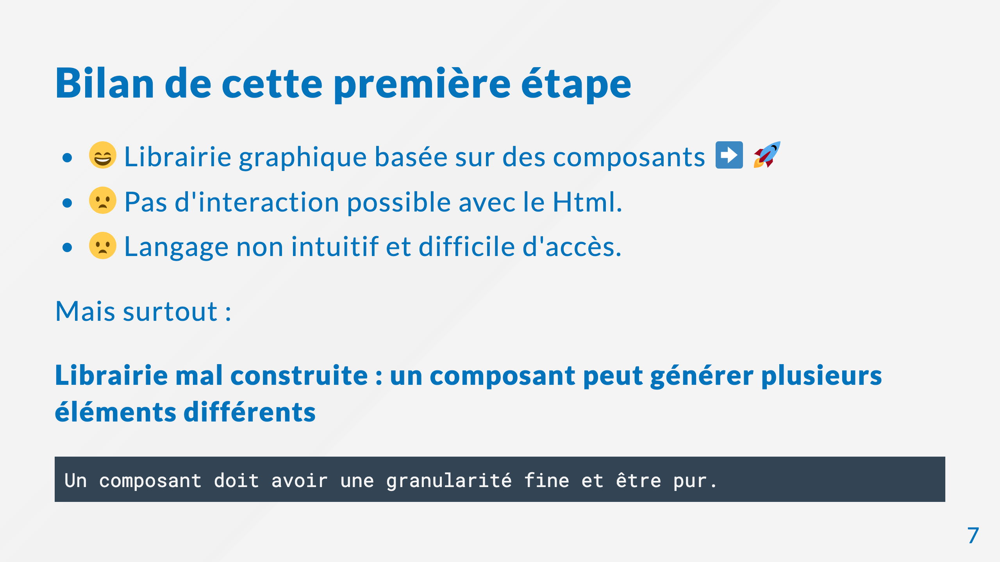 Bilan de cette première étape
• 😄 Librairie graphique basée sur des composants ➡️ 🚀
• 🙁 Pas d'interaction possible avec le Html.
• 🙁 Langage non intuitif et difficile d'accès.
Mais surtout :
Librairie mal construite : un composant peut générer plusieurs
éléments différents
Un composant doit avoir une granularité fine et être pur.
7